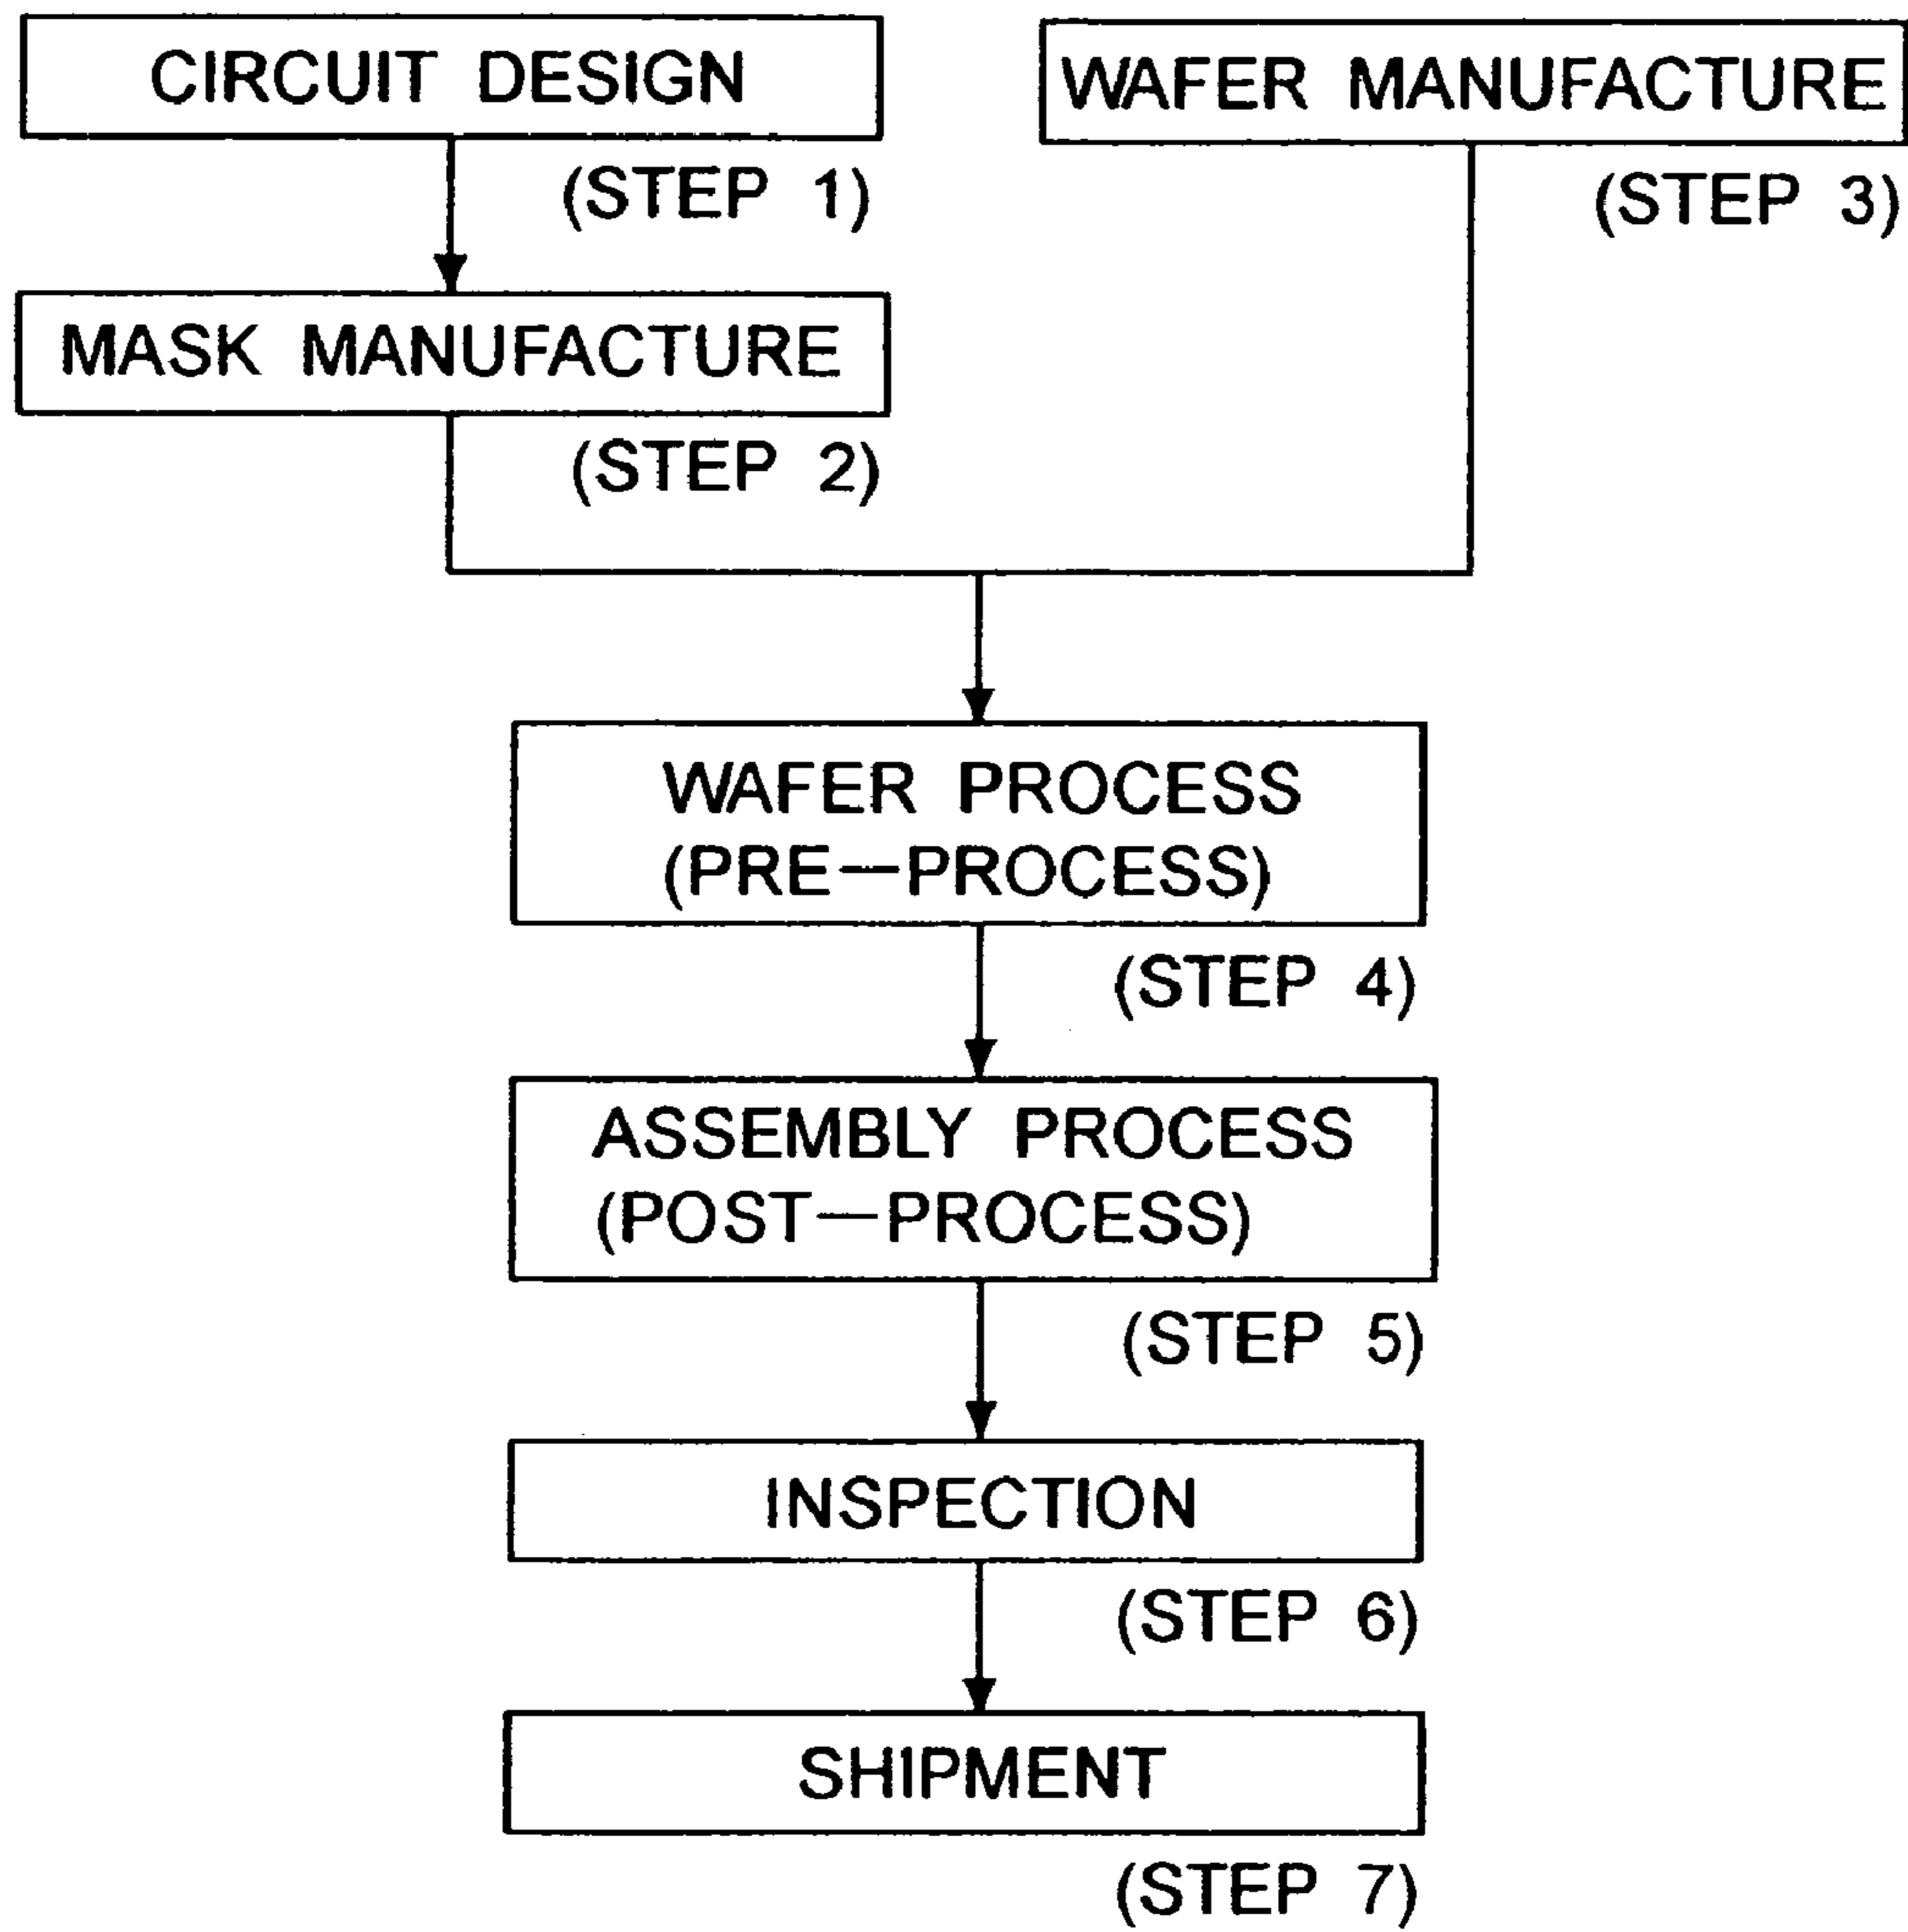 CIRCUIT DESIGN
(STEP 1)
MASK MANUFACTURE
(STEP 2)
WAFER MANUFACTURE
(STEP 3)
WAFER PROCESS
(PRE—PROCESS)
(STEP 4)
ASSEMBLY PROCESS
(POST—PROCESS)
(STEP 5)
INSPECTION
(STEP 6)
SHIPMENT
(STEP 7)